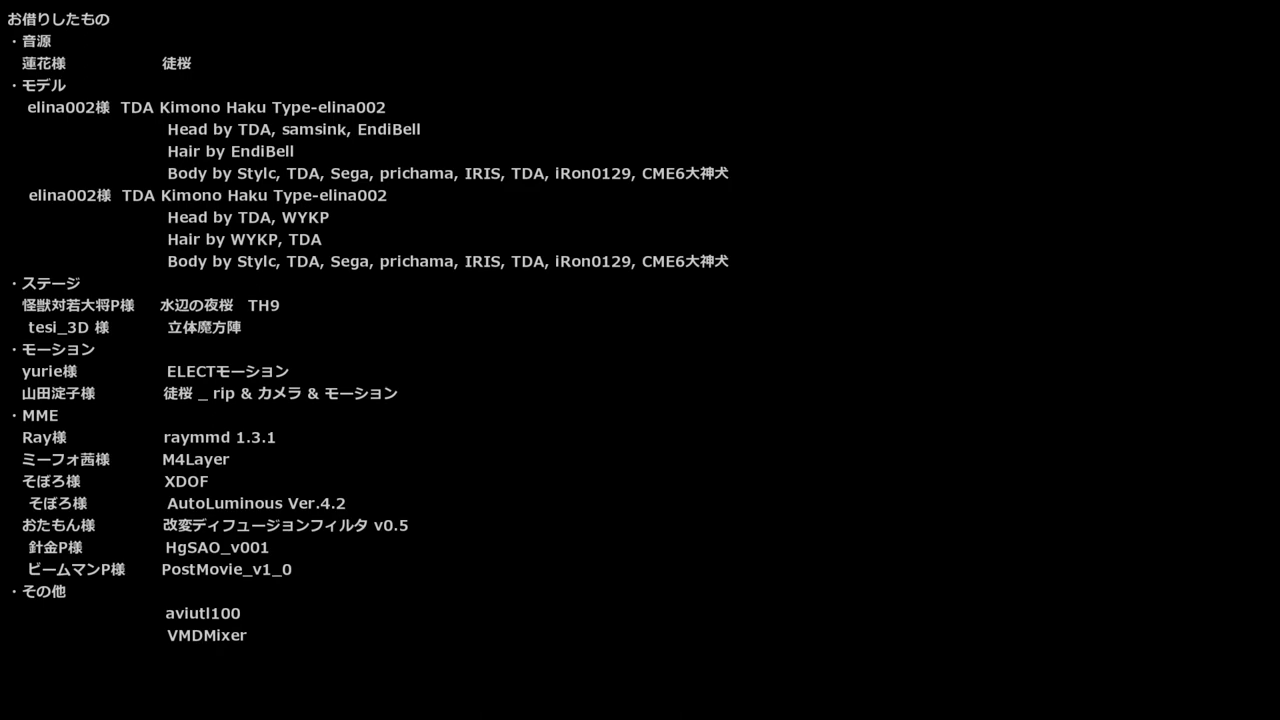 お借りしたもの
・音源
蓮花様 徒桜
・モデル
elina002様 TDA Kimono Haku Type-elina002
Head by TDA, samsink, EndiBell
Hair by EndiBell
Body by Stylc, TDA, Sega, prichama, IRIS, TDA, iRon0129, CME6大神犬
elina002様 TDA Kimono Haku Type-elina002
Head by TDA, WYKP
Hair by WYKP, TDA
Body by Stylc, TDA, Sega, prichama, IRIS, TDA, iRon0129, CME6大神犬
・ステージ
怪獣対若大将P様 水辺の夜桜 TH9
tesi_3D 様 立体魔方陣
・モーション
yurie様 ELECTモーション
山田淀子様 徒桜 _ rip & カメラ & モーション
・MME
Ray様 raymmd 1.3.1
ミーフォ茜様 M4Layer
そぼろ様 XDOF
そぼろ様 AutoLuminous Ver.4.2
おたもん様 改変ディフュージョンフィルタ v0.5
針金P様 HgSAO_v001
ビームマンP様 PostMovie_v1_0
・その他
aviutl100
VMDMixer